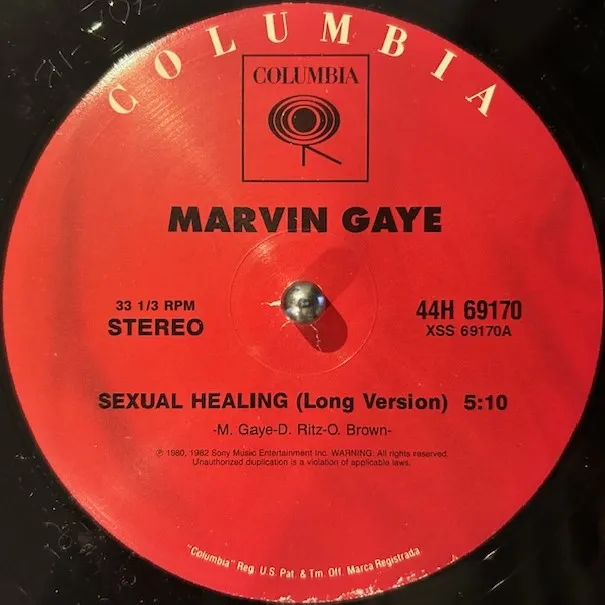 COLUMBIA
COLUMBIA
MARVIN GAYE
33 1/3 RPM
STEREO
44H 69170
XSS 69170A
SEXUAL HEALING (Long Version) 5:10
-M. Gaye-D. Ritz-O. Brown-
℗ 1980, 1982 Sony Music Entertainment Inc. WARNING: All rights reserved.
Unauthorized duplication is a violation of applicable laws.
"Columbia" Reg. U.S. Pat. & Tm. Off. Marca Registrada.